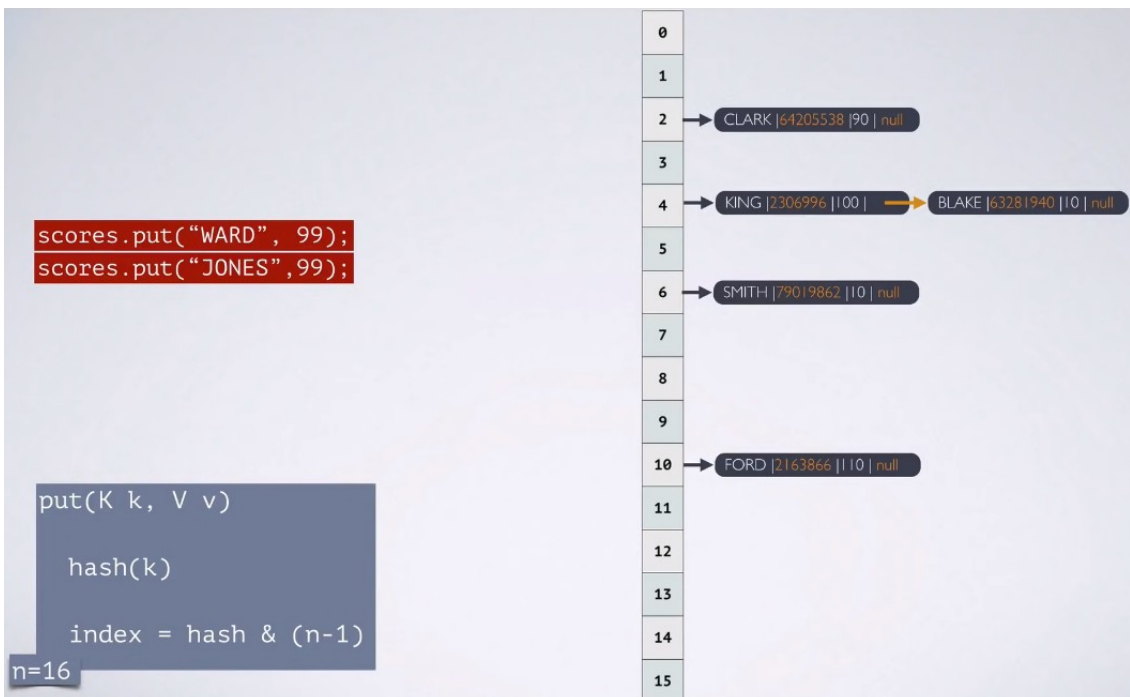 0
1
2
CLARK |64205538 |90 | null
3
4
KING |2306996 |100 |
BLAKE |63281940 |10 | null
scores.put(“WARD”, 99);
scores.put(“JONES”,99);
5
6
SMITH |79019862 |10 | null
7
8
9
10
FORD |2163866 |110 | null
11
12
13
14
15
put(K k, V v)
hash(k)
index = hash & (n-1)
n=16